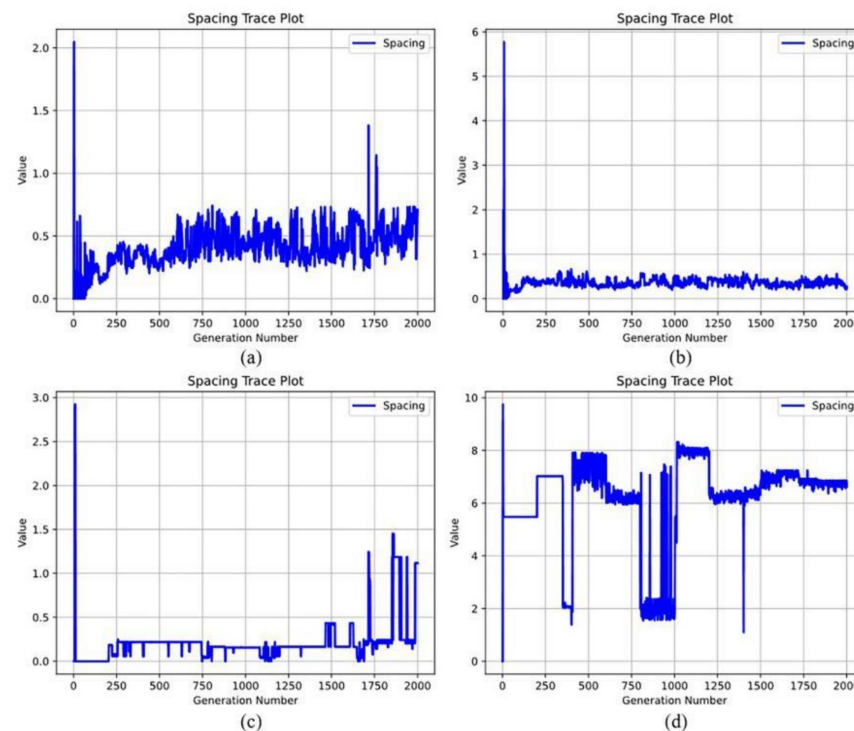 Spacing Trace Plot
Spacing
2.0
1.5
1.0
0.5
0.0
Value
0 250 500 750 1000 1250 1500 1750 2000
Generation Number
(a)
Spacing Trace Plot
Spacing
6
5
4
3
2
1
0
Value
0 250 500 750 1000 1250 1500 1750 200
Generation Number
(b)
Spacing Trace Plot
Spacing
3.0
2.5
2.0
1.5
1.0
0.5
0.0
Value
0 250 500 750 1000 1250 1500 1750 2000
Generation Number
(c)
Spacing Trace Plot
Spacing
10
8
6
4
2
0
Value
0 250 500 750 1000 1250 1500 1750 200
Generation Number
(d)